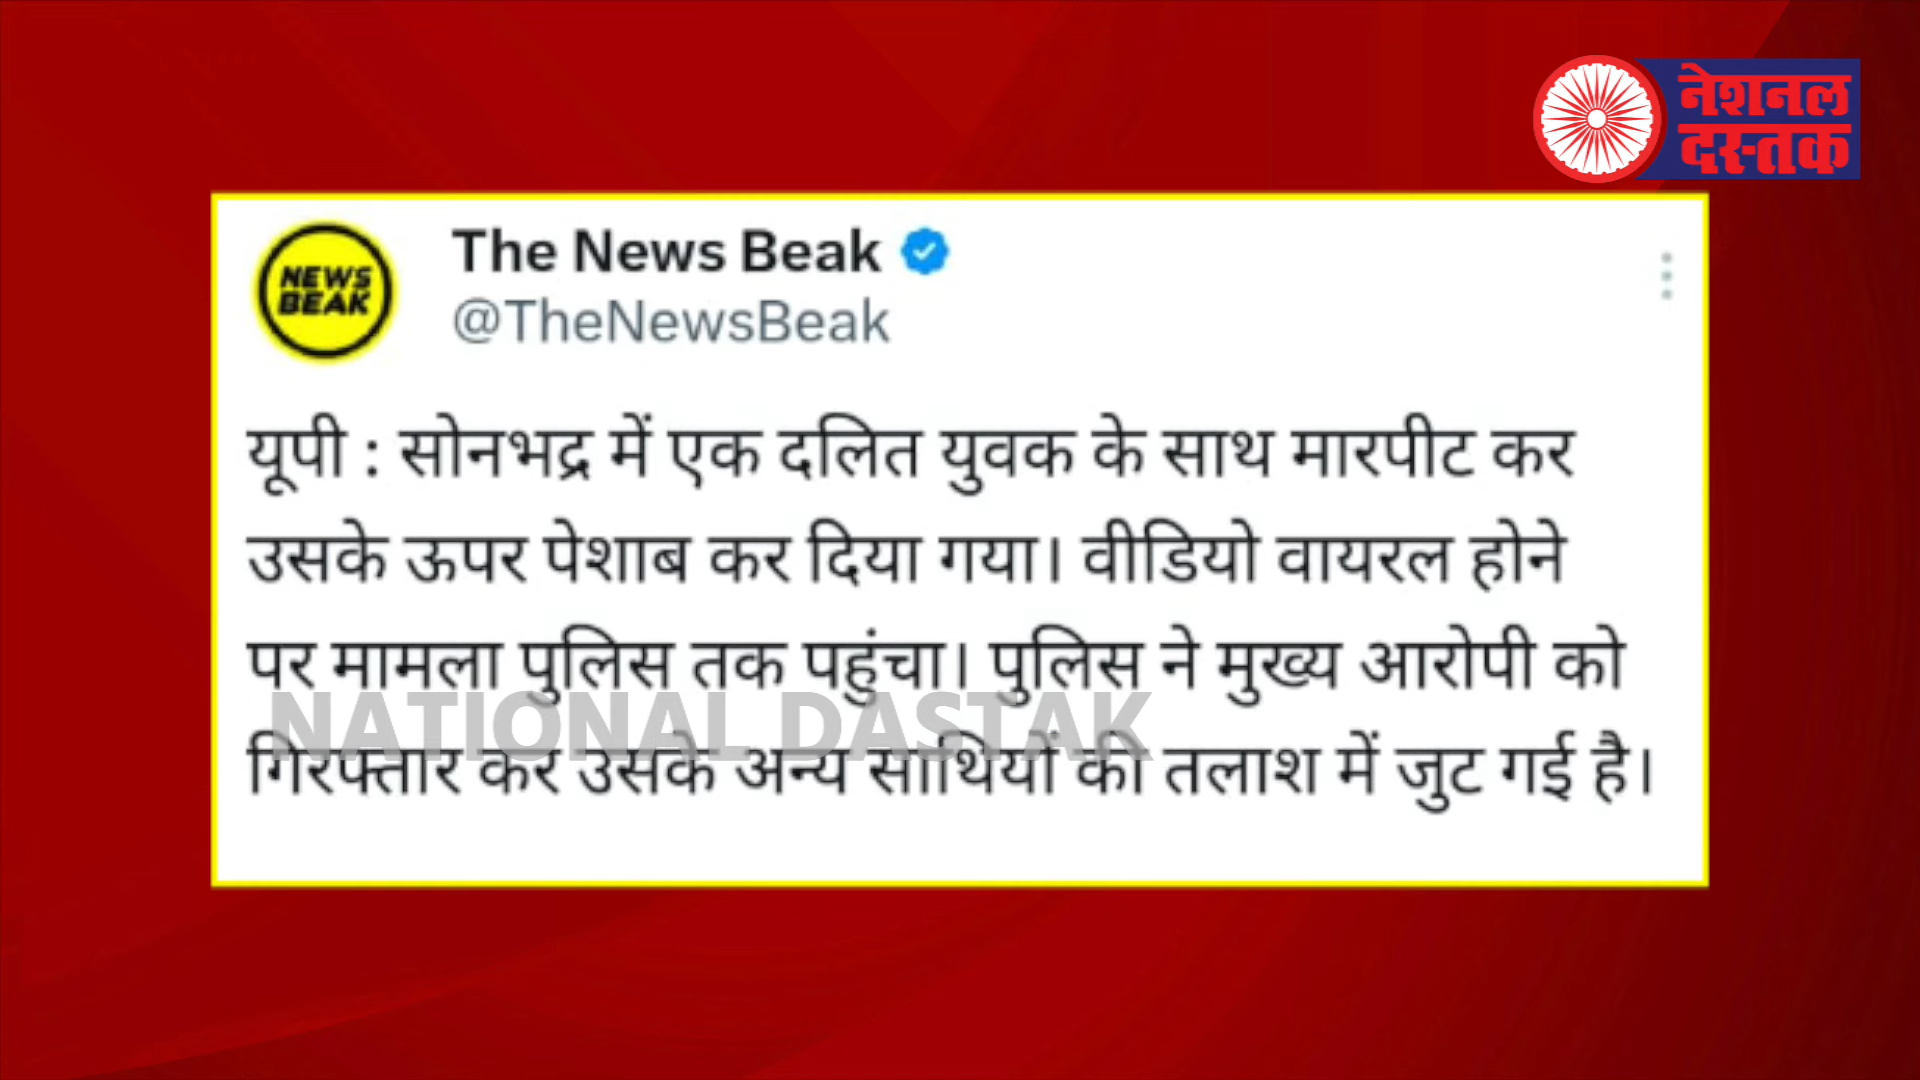 नेशनल
दस्तक
NEWS
BEAK
The News Beak
@TheNewsBeak
यूपी : सोनभद्र में एक दलित युवक के साथ मारपीट कर
उसके ऊपर पेशाब कर दिया गया। वीडियो वायरल होने
पर मामला पुलिस तक पहुंचा। पुलिस ने मुख्य आरोपी को
गिरफ्तार कर उसके अन्य साथियों की तलाश में जुट गई है।
NATIONAL DASTAK